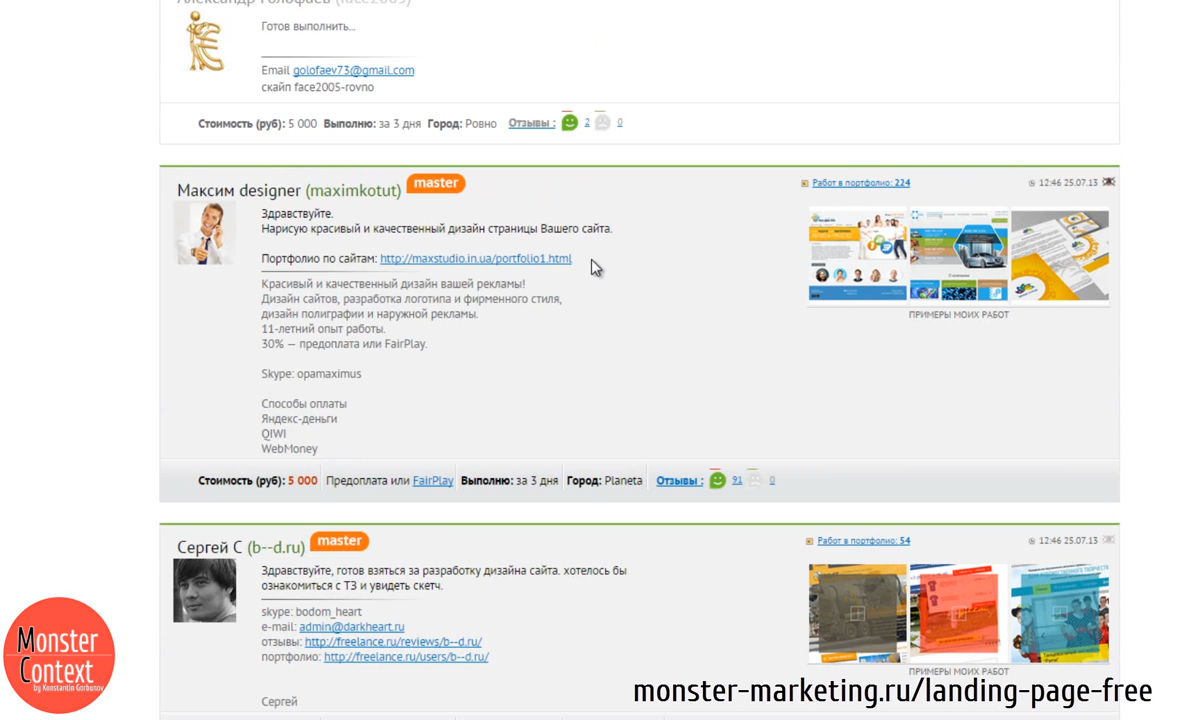 Александр Голофаев (face2005)
Готов выполнить...
Email golofaev73@gmail.com
скайп face2005-rovno
Стоимость (руб): 5 000 Выполню: за 3 дня Город: Ровно Отзывы : 2 0
Максим designer (maximkotut) master
Работ в портфолио: 224
12:46 25.07.13
Здравствуйте.
Нарисую красивый и качественный дизайн страницы Вашего сайта.
Портфолио по сайтам: http://maxstudio.in.ua/portfolio1.html
Красивый и качественный дизайн вашей рекламы!
Дизайн сайтов, разработка логотипа и фирменного стиля,
дизайн полиграфии и наружной рекламы.
11-летний опыт работы.
30% — предоплата или FairPlay.
Skype: opamaximus
Способы оплаты
Яндекс-деньги
QIWI
WebMoney
ПРИМЕРЫ МОИХ РАБОТ
Стоимость (руб): 5 000 Предоплата или FairPlay Выполню: за 3 дня Город: Planeta Отзывы : 91 0
Сергей С (b--d.ru) master
Работ в портфолио: 54
12:46 25.07.13
Здравствуйте, готов взяться за разработку дизайна сайта. хотелось бы
ознакомиться с ТЗ и увидеть скетч.
skype: bodom_heart
e-mail: admin@darkheart.ru
отзывы: http://freelance.ru/reviews/b--d.ru/
портфолио: http://freelance.ru/users/b--d.ru/
Сергей
ПРИМЕРЫ МОИХ РАБОТ
Monster
Context
by Konstantin Gorbunov
monster-marketing.ru/landing-page-free